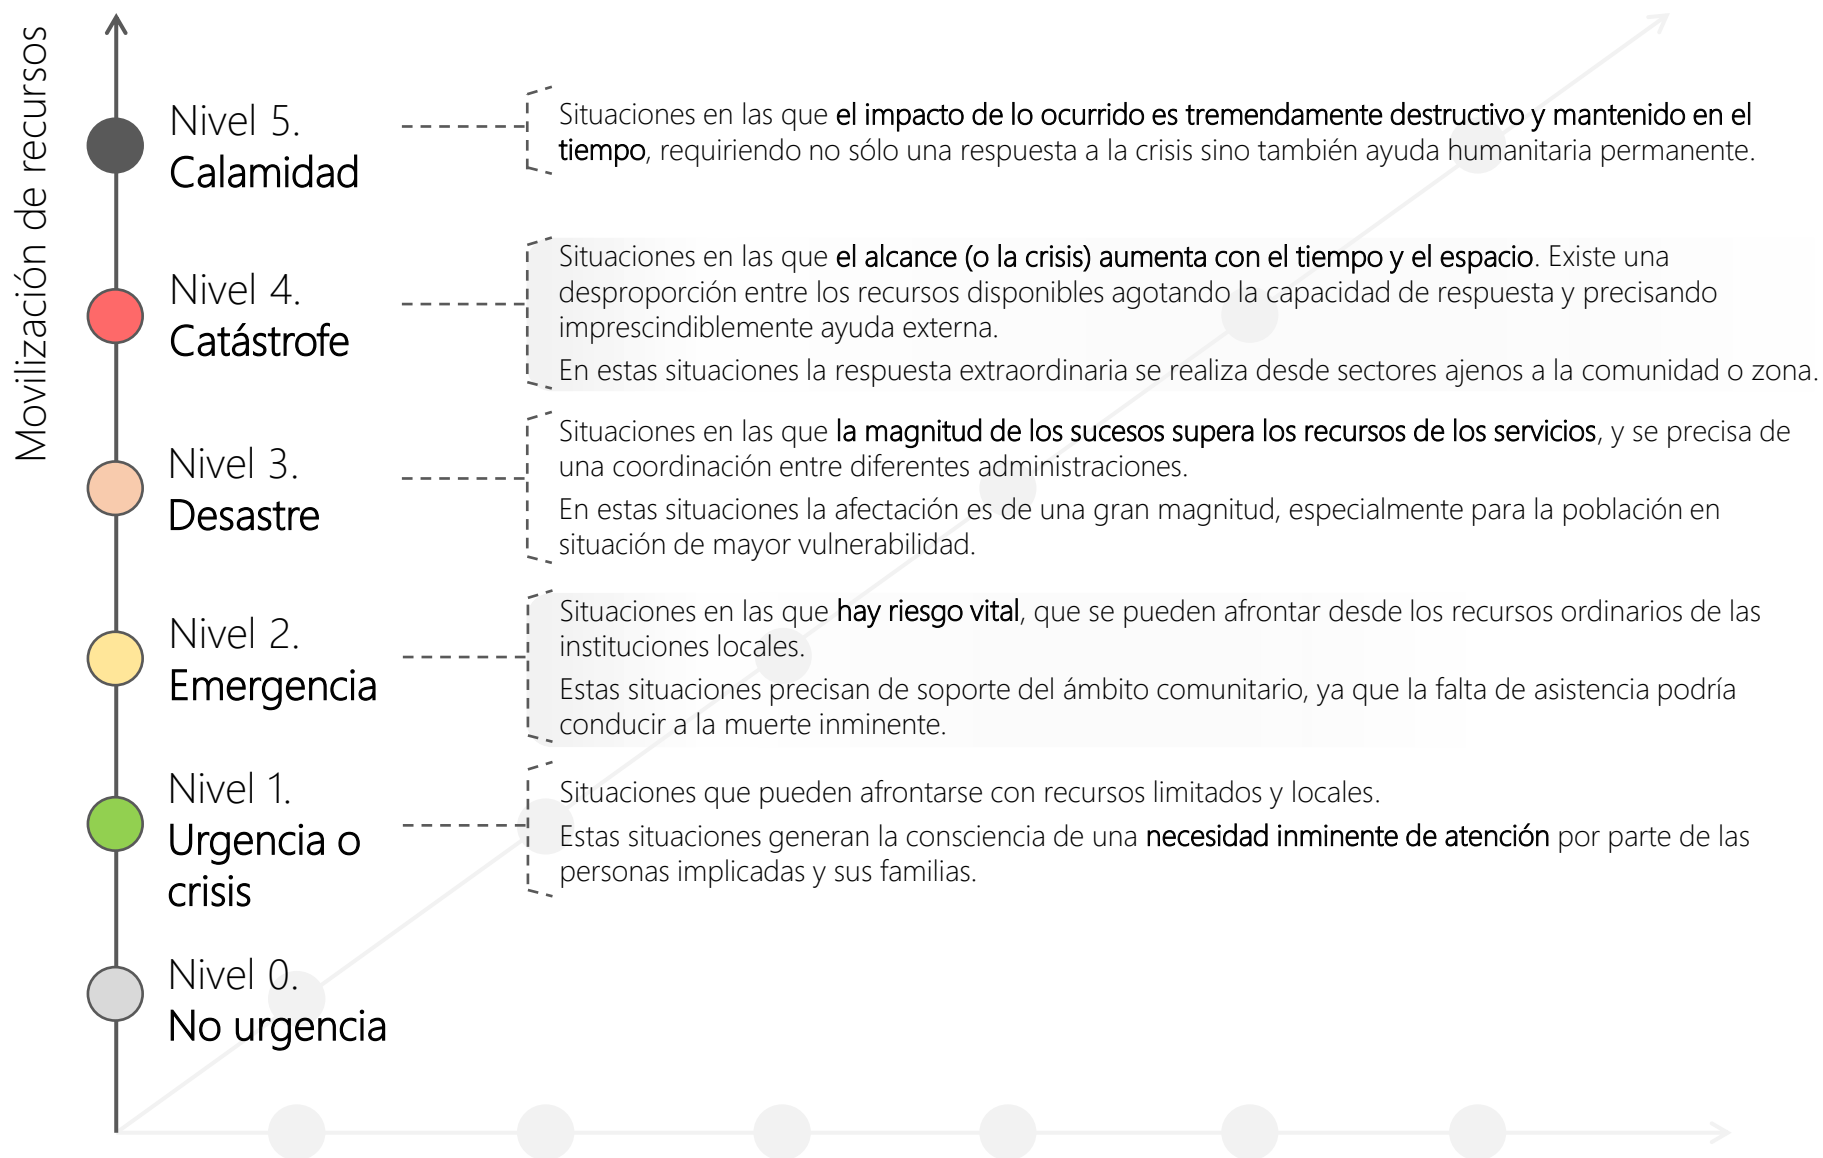 Movilización de recursos
Nivel 5.
Calamidad
Situaciones en las que el impacto de lo ocurrido es tremendamente destructivo y mantenido en el
tiempo, requiriendo no sólo una respuesta a la crisis sino también ayuda humanitaria permanente.
Nivel 4.
Catástrofe
Situaciones en las que el alcance (o la crisis) aumenta con el tiempo y el espacio. Existe una
desproporción entre los recursos disponibles agotando la capacidad de respuesta y precisando
imprescindiblemente ayuda externa.
En estas situaciones la respuesta extraordinaria se realiza desde sectores ajenos a la comunidad o zona.
Nivel 3.
Desastre
Situaciones en las que la magnitud de los sucesos supera los recursos de los servicios, y se precisa de
una coordinación entre diferentes administraciones.
En estas situaciones la afectación es de una gran magnitud, especialmente para la población en
situación de mayor vulnerabilidad.
Nivel 2.
Emergencia
Situaciones en las que hay riesgo vital, que se pueden afrontar desde los recursos ordinarios de las
instituciones locales.
Estas situaciones precisan de soporte del ámbito comunitario, ya que la falta de asistencia podría
conducir a la muerte inminente.
Nivel 1.
Urgencia o
crisis
Situaciones que pueden afrontarse con recursos limitados y locales.
Estas situaciones generan la consciencia de una necesidad inminente de atención por parte de las
personas implicadas y sus familias.
Nivel 0.
No urgencia